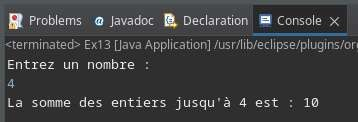 Problems @ Javadoc Declaration Console
<terminated> Ex13 [Java Application] /usr/lib/eclipse/plugins/or
Entrez un nombre :
4
La somme des entiers jusqu'à 4 est : 10